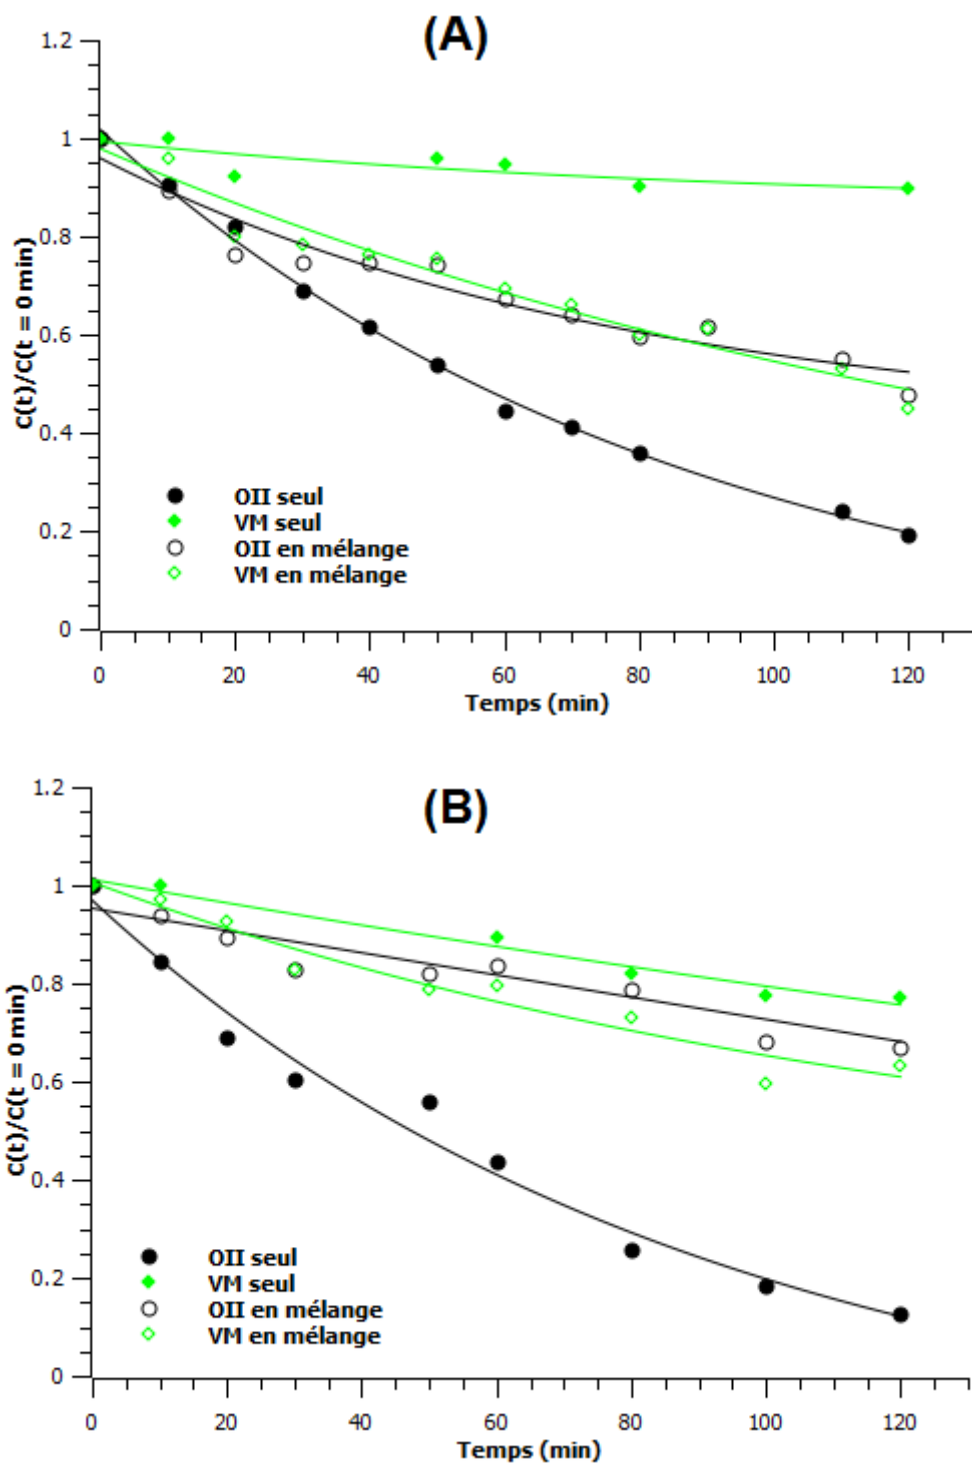 (A)
1.2
1
0.8
0.6
0.4
0.2
0
C(t)/C(t = 0 min)
OII seul
VM seul
OII en mélange
VM en mélange
0 20 40 60 80 100 120
Temps (min)
(B)
1.2
1
0.8
0.6
0.4
0.2
0
C(t)/C(t = 0 min)
OII seul
VM seul
OII en mélange
VM en mélange
0 20 40 60 80 100 120
Temps (min)